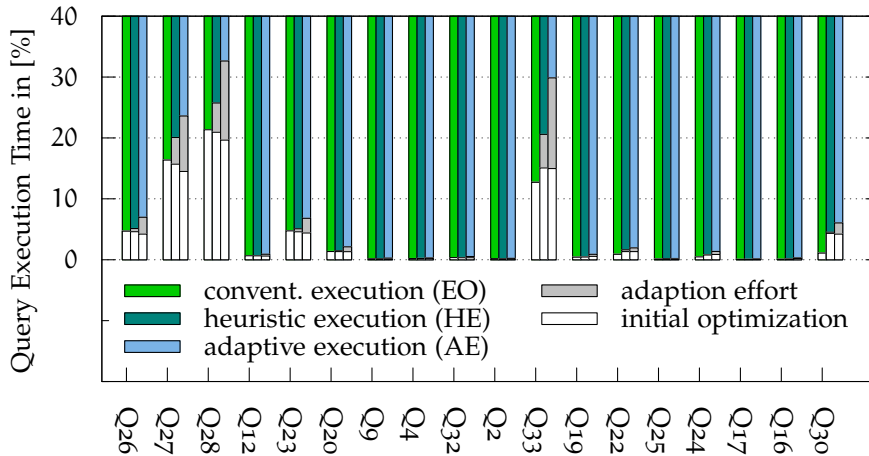 Query Execution Time in [%]
40
30
20
10
0
convent. execution (EO)
heuristic execution (HE)
adaptive execution (AE)
adaption effort
initial optimization
Q26
Q27
Q28
Q12
Q23
Q20
Q9
Q4
Q32
Q2
Q33
Q19
Q22
Q25
Q24
Q17
Q16
Q30